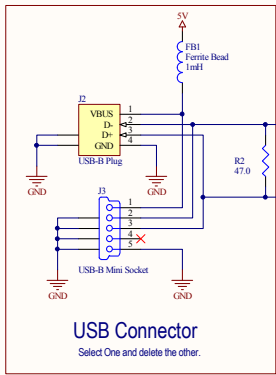 5V
FB1
Ferrite Bead
1mH
J2
VBUS 1
D- 2
D+ 3
GND 4
USB-B Plug
R2
47.0
GND
GND
J3
1
2
3
4
5
USB-B Mini Socket
GND
GND
USB Connector
Select One and delete the other.